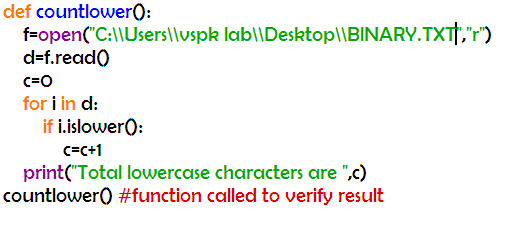 def countlower():
    f=open("C:\\Users\\vspk lab\\Desktop\\BINARY.TXT","r")
    d=f.read()
    c=0
    for i in d:
        if i.islower():
            c=c+1
    print("Total lowercase characters are ",c)
countlower() #function called to verify result